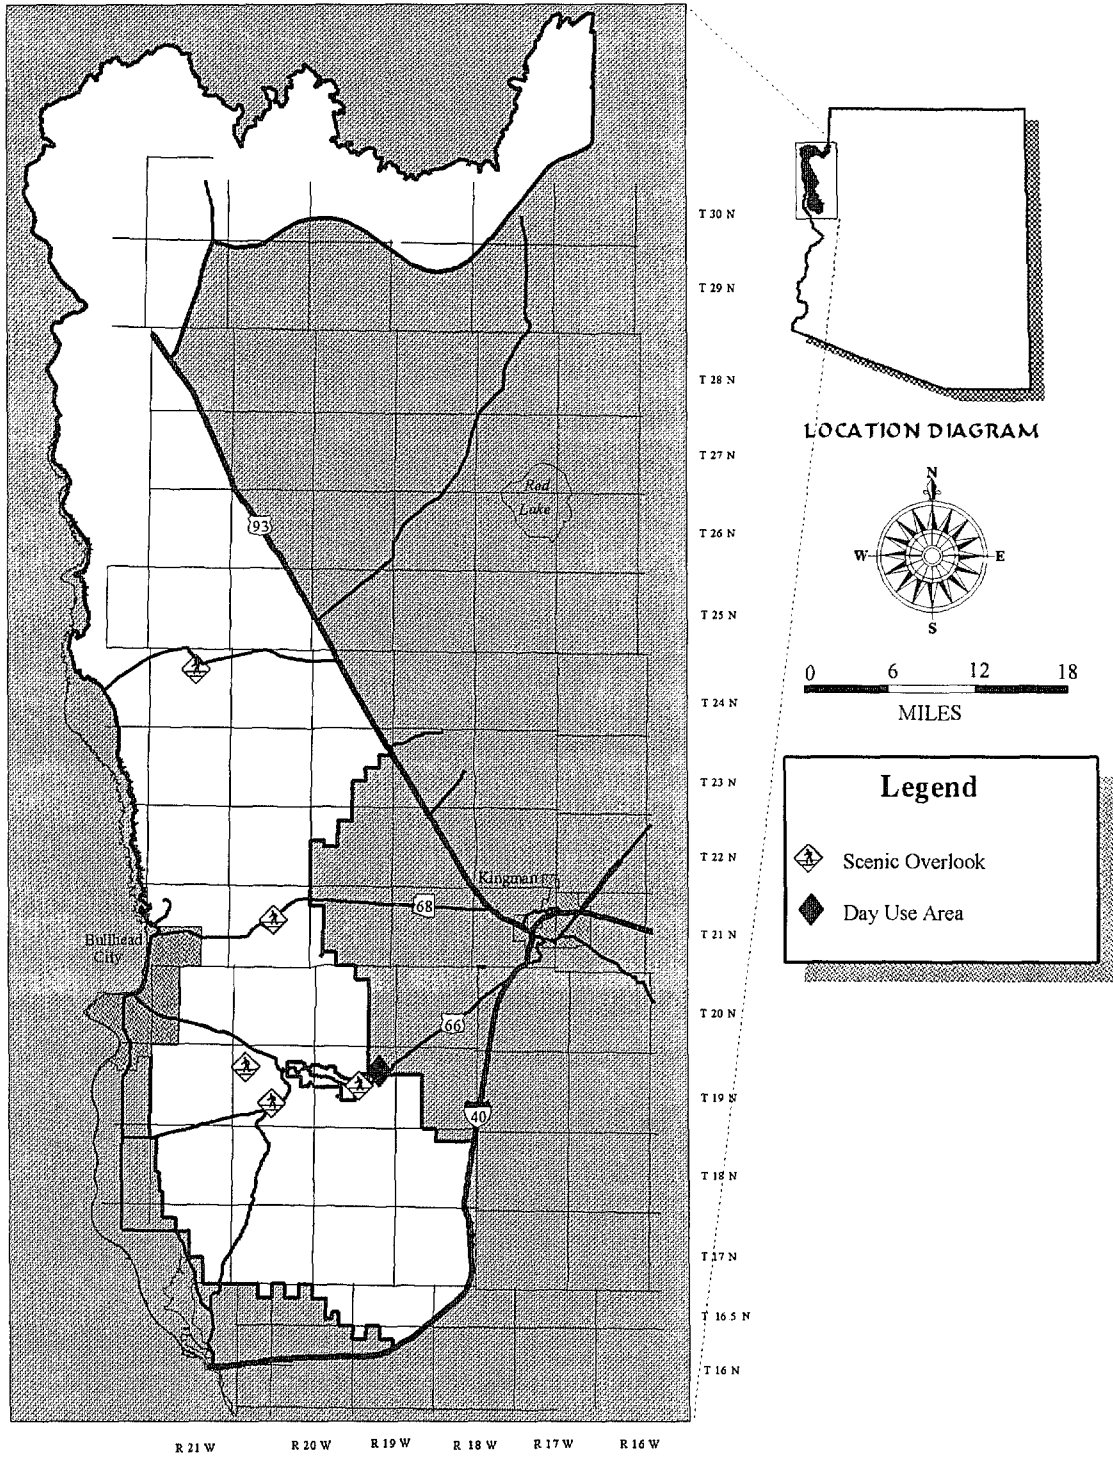 T 30 N
T 29 N
T 28 N
LOCATION DIAGRAM
T 27 N
Red
Lake
N
93
T 26 N
W
E
T 25 N
S
0 6 12 18
MILES
T 24 N
T 23 N
Legend
T 22 N
Scenic Overlook
Kingman
68
Day Use Area
T 21 N
Bullhead
City
T 20 N
66
T 19 N
40
T 18 N
T 17 N
T 16 5 N
T 16 N
R 21 W
R 20 W
R 19 W
R 18 W
R 17 W
R 16 W